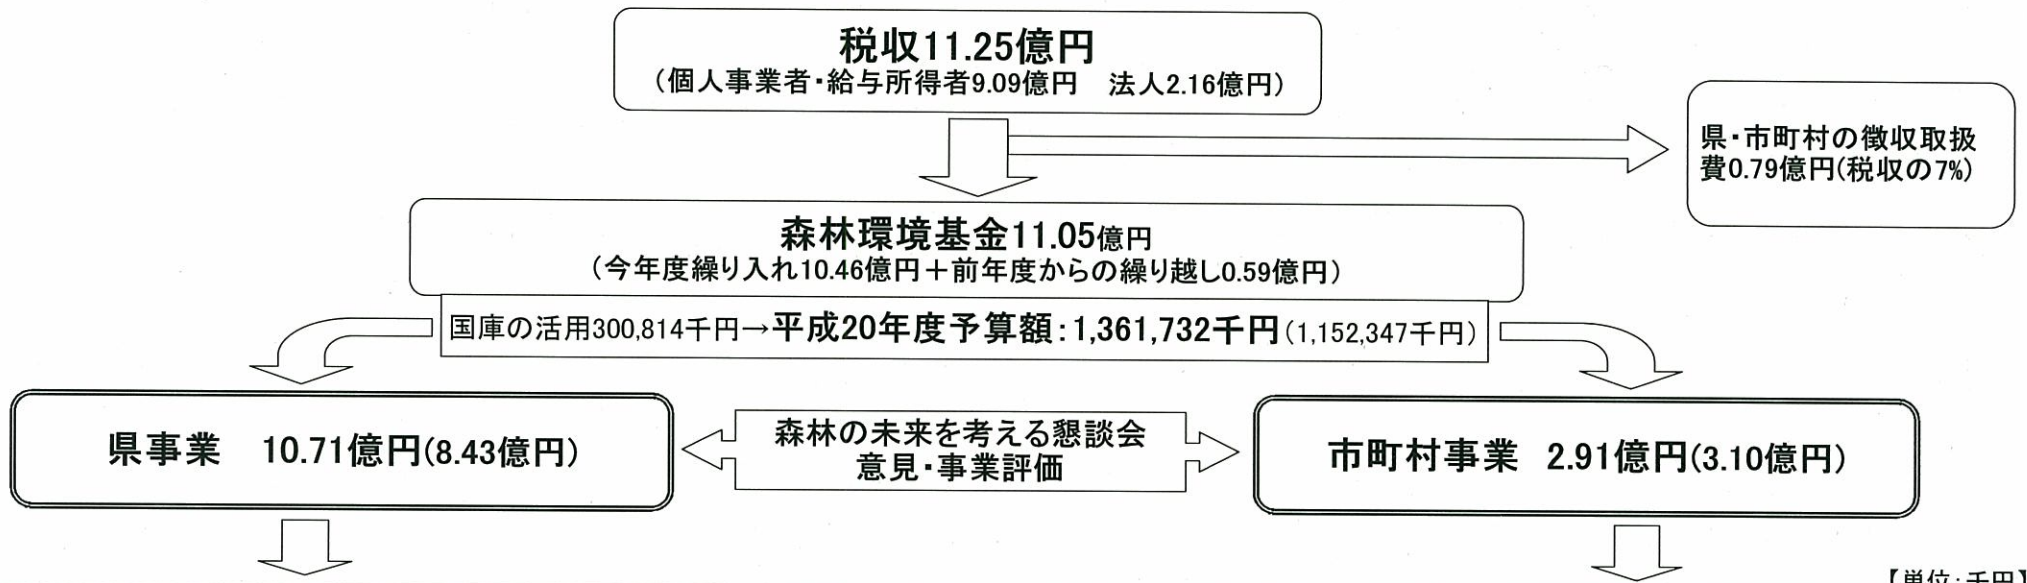 税収11.25億円
（個人事業者・給与所得者9.09億円　法人2.16億円）
県・市町村の徴収取扱
費0.79億円(税収の7%)
森林環境基金11.05億円
（今年度繰り入れ10.46億円＋前年度からの繰り越し0.59億円）
国庫の活用300,814千円→平成20年度予算額：1,361,732千円(1,152,347千円)
県事業　10.71億円(8.43億円)
森林の未来を考える懇談会
意見・事業評価
市町村事業　2.91億円(3.10億円)
【単位：千円】